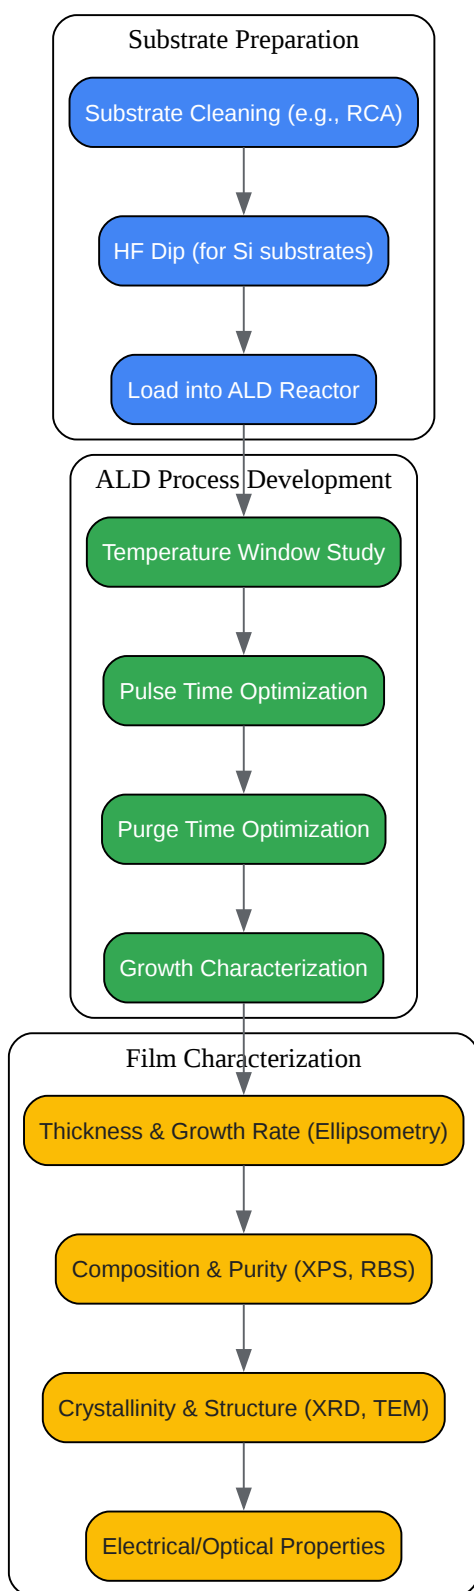 Substrate Preparation
Substrate Cleaning (e.g., RCA)
HF Dip (for Si substrates)
Load into ALD Reactor
ALD Process Development
Temperature Window Study
Pulse Time Optimization
Purge Time Optimization
Growth Characterization
Film Characterization
Thickness & Growth Rate (Ellipsometry)
Composition & Purity (XPS, RBS)
Crystallinity & Structure (XRD, TEM)
Electrical/Optical Properties